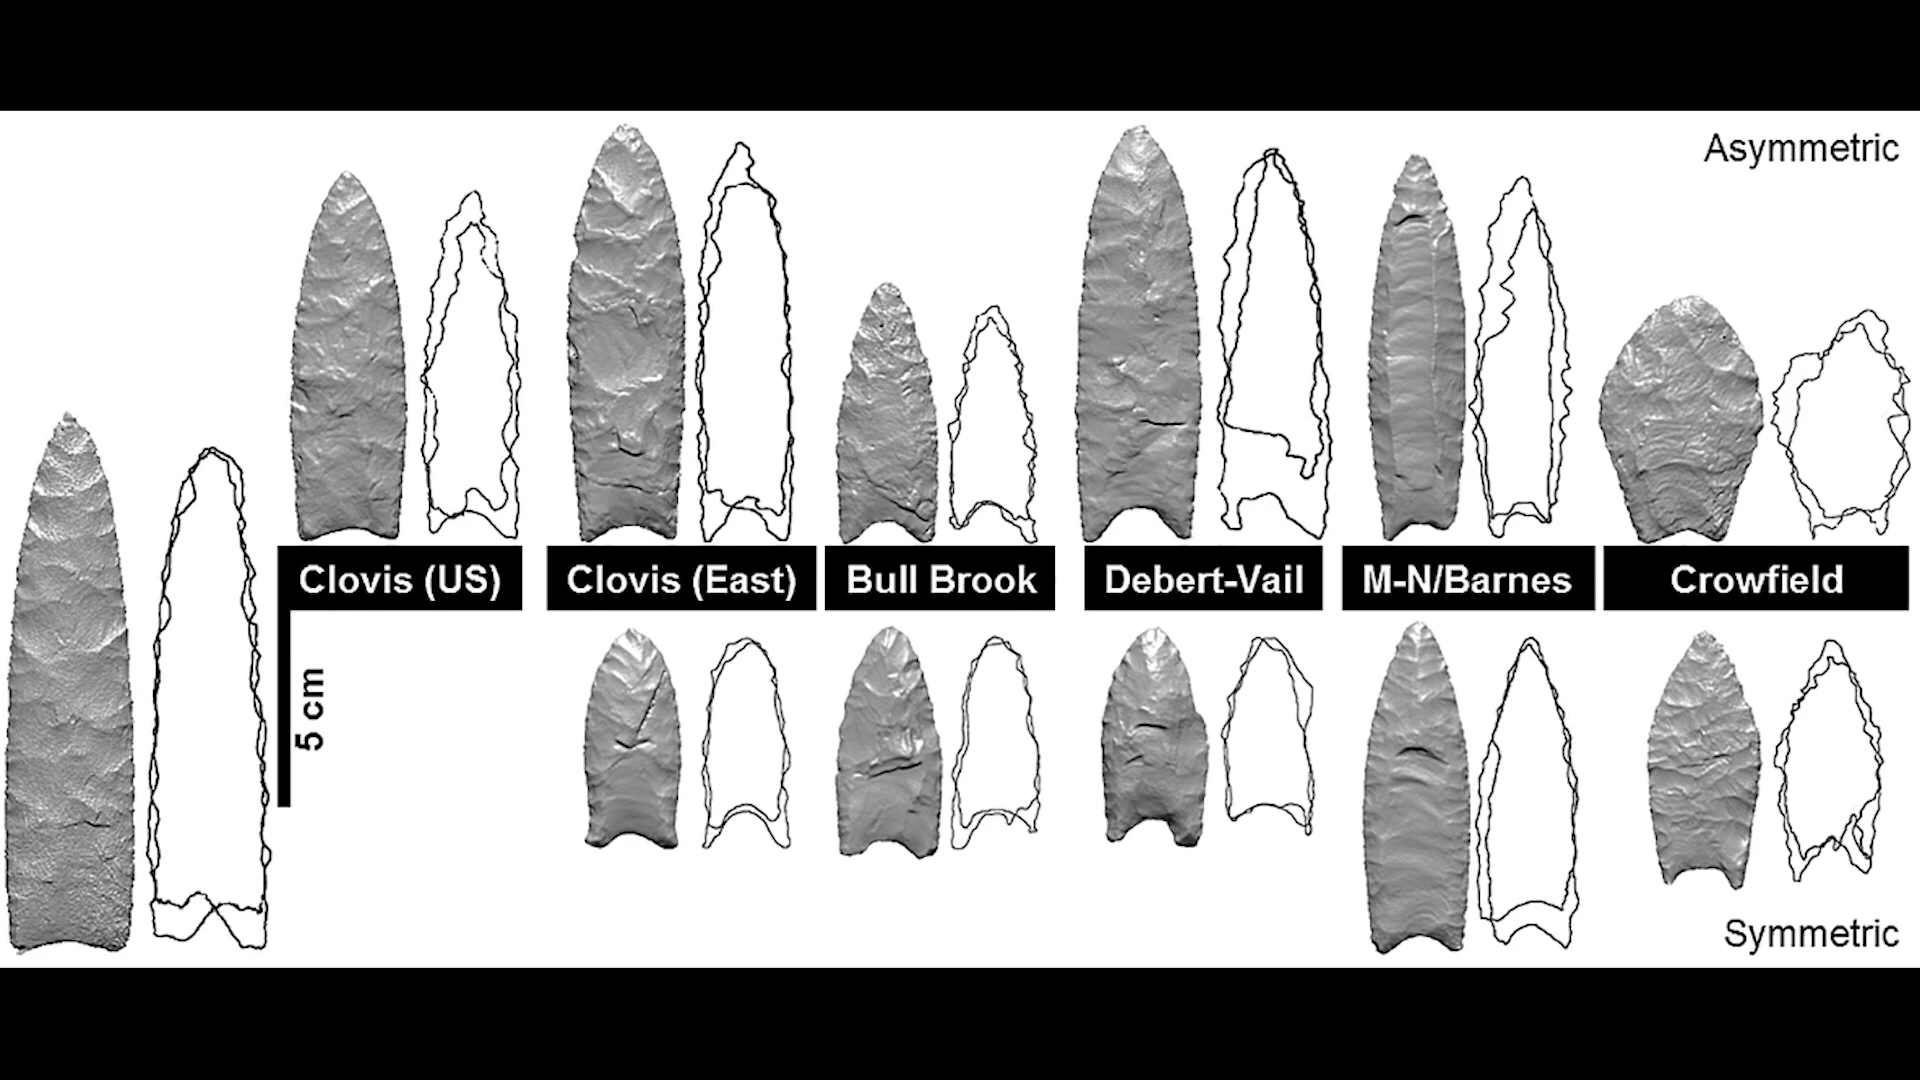 Asymmetric
Clovis (US)
Clovis (East)
Bull Brook
Debert-Vail
M-N/Barnes
Crowfield
5 cm
Symmetric